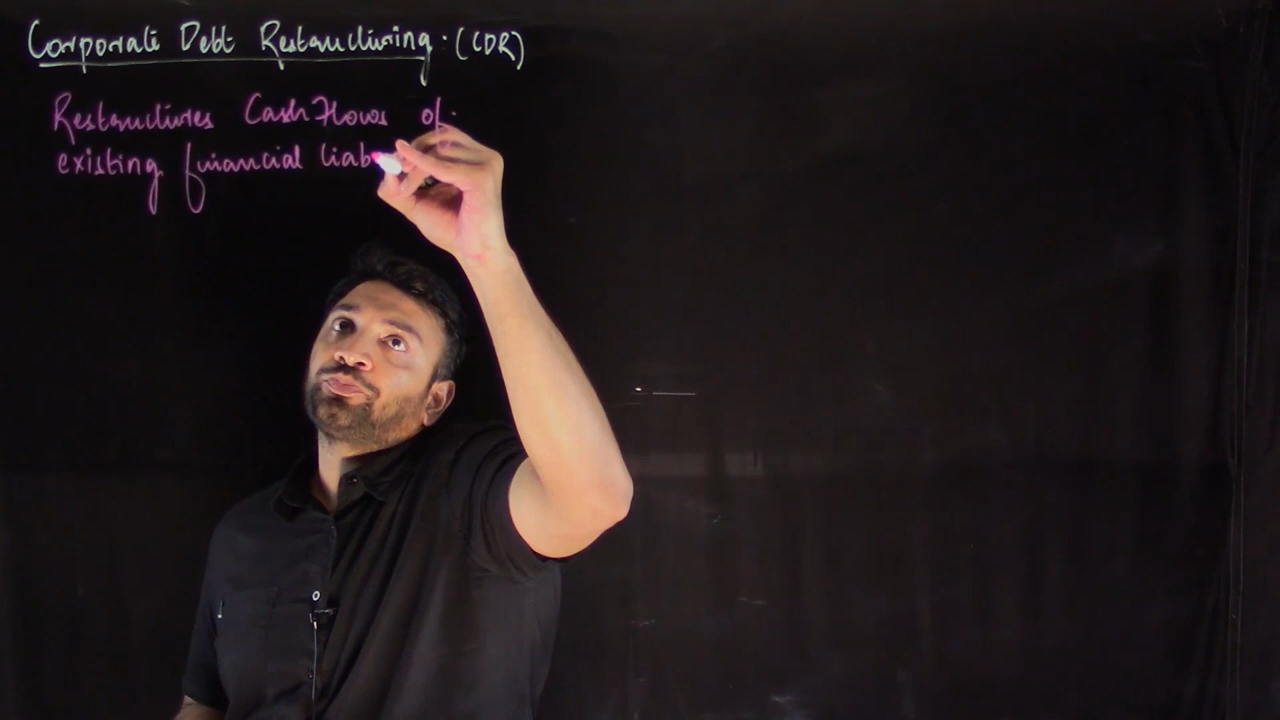 Corporate Debt Restructuring. (CDR)
Restructures Cash Flows of
existing financial liab